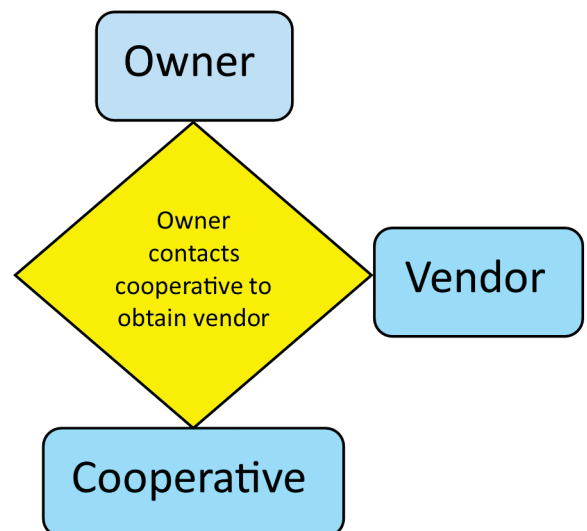 Owner
Owner
contacts
cooperative to
obtain vendor
Vendor
Cooperative